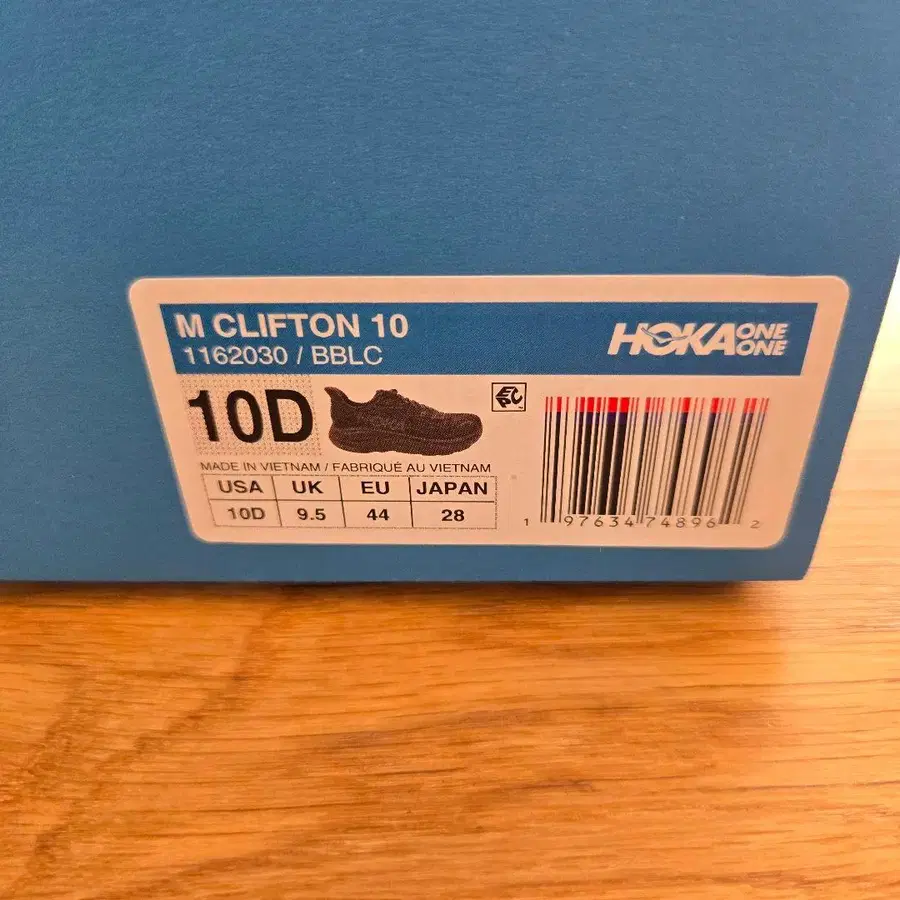 M CLIFTON 10
1162030 / BBLC
HOKA ONE ONE
10D
EPC
MADE IN VIETNAM / FABRIQUÉ AU VIETNAM
USA UK EU JAPAN
10D 9.5 44 28
1 97634 74896 2